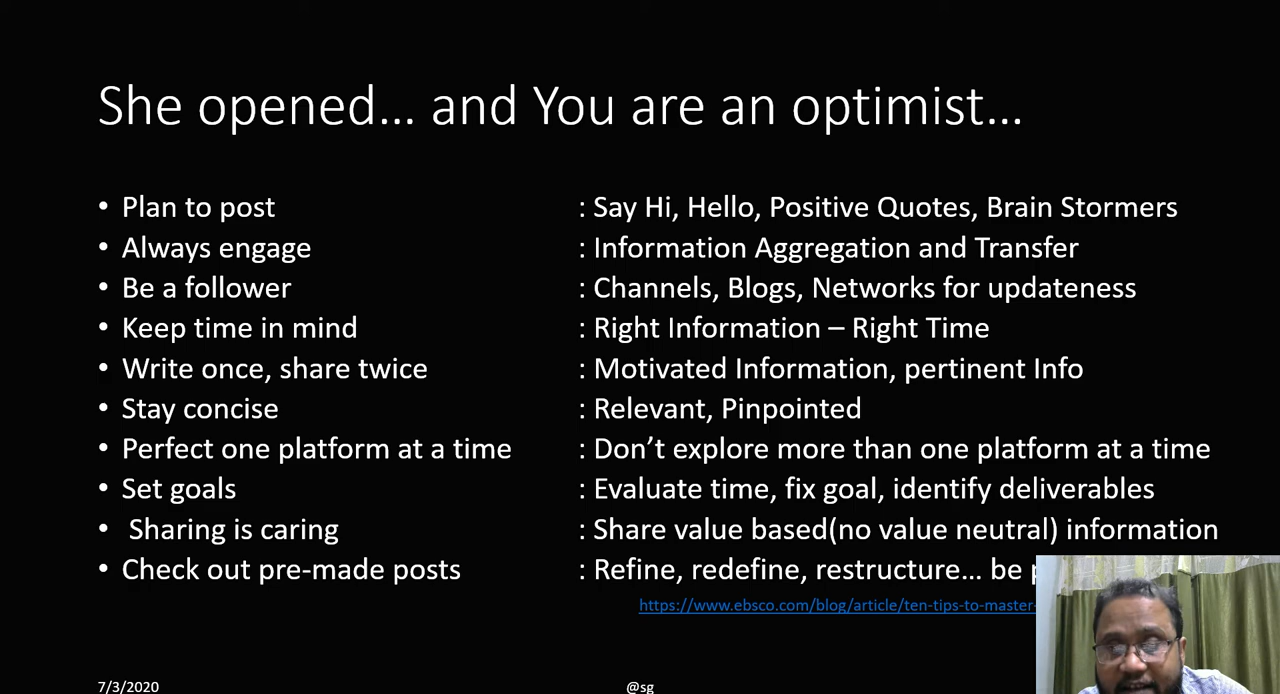 She opened... and You are an optimist...
• Plan to post : Say Hi, Hello, Positive Quotes, Brain Stormers
• Always engage : Information Aggregation and Transfer
• Be a follower : Channels, Blogs, Networks for updateness
• Keep time in mind : Right Information – Right Time
• Write once, share twice : Motivated Information, pertinent Info
• Stay concise : Relevant, Pinpointed
• Perfect one platform at a time : Don’t explore more than one platform at a time
• Set goals : Evaluate time, fix goal, identify deliverables
• Sharing is caring : Share value based(no value neutral) information
• Check out pre-made posts : Refine, redefine, restructure... be
https://www.ebsco.com/blog/article/ten-tips-to-master-
7/3/2020 @sg